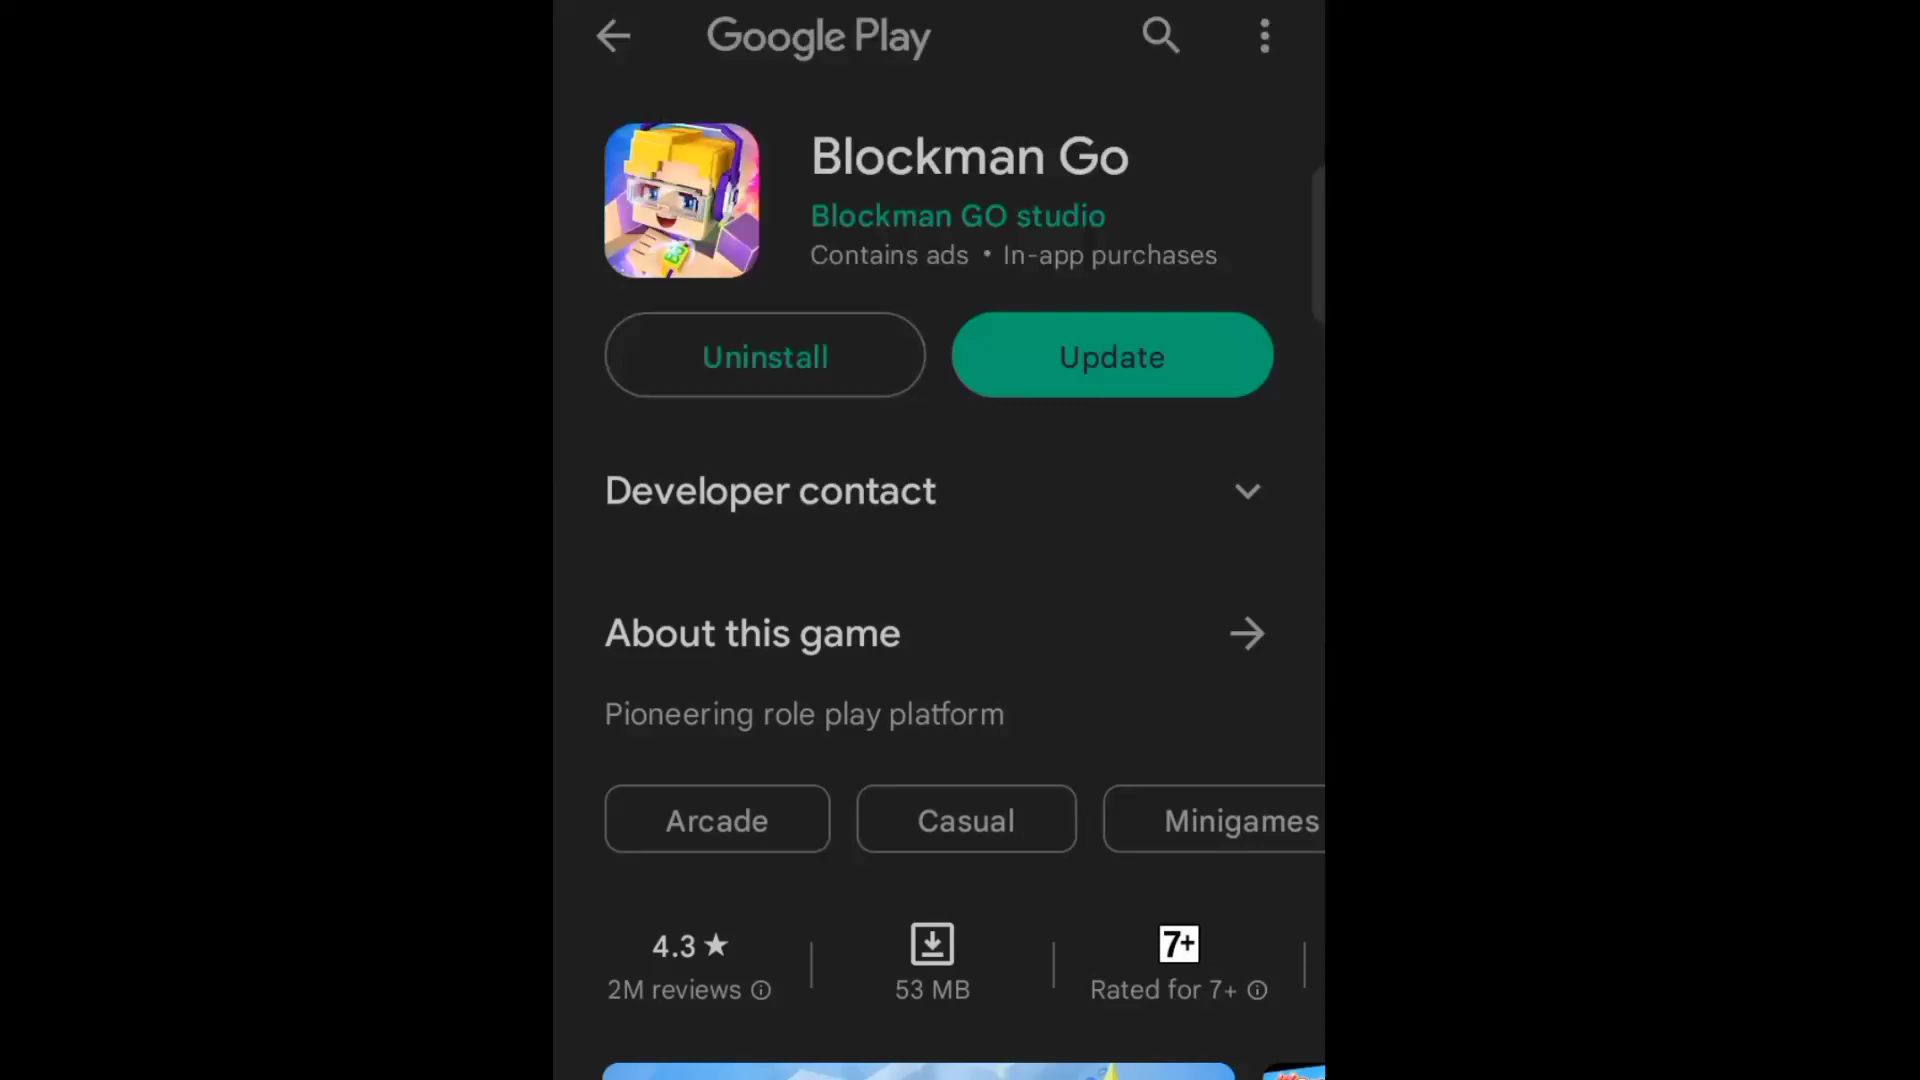 Google Play
Blockman Go
Blockman GO studio
Contains ads • In-app purchases
Uninstall
Update
Developer contact
About this game
Pioneering role play platform
Arcade
Casual
Minigames
4.3 ★
2M reviews
53 MB
7+
Rated for 7+